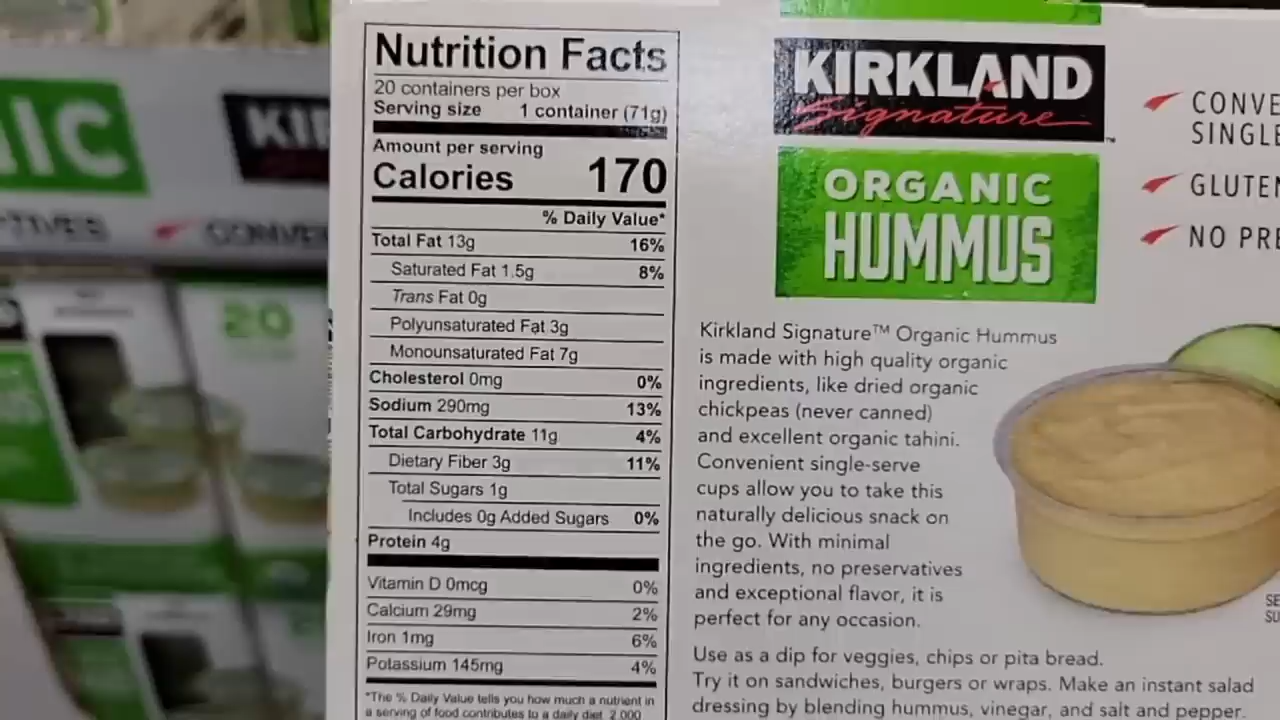 Nutrition Facts
20 containers per box
Serving size 1 container (71g)
Amount per serving
Calories 170
% Daily Value*
Total Fat 13g 16%
Saturated Fat 1.5g 8%
Trans Fat 0g
Polyunsaturated Fat 3g
Monounsaturated Fat 7g
Cholesterol 0mg 0%
Sodium 290mg 13%
Total Carbohydrate 11g 4%
Dietary Fiber 3g 11%
Total Sugars 1g
Includes 0g Added Sugars 0%
Protein 4g
Vitamin D 0mcg 0%
Calcium 29mg 2%
Iron 1mg 6%
Potassium 145mg 4%
*The % Daily Value tells you how much a nutrient in
a serving of food contributes to a daily diet. 2,000
KIRKLAND
Signature™
ORGANIC
HUMMUS
Kirkland Signature™ Organic Hummus
is made with high quality organic
ingredients, like dried organic
chickpeas (never canned)
and excellent organic tahini.
Convenient single-serve
cups allow you to take this
naturally delicious snack on
the go. With minimal
ingredients, no preservatives
and exceptional flavor, it is
perfect for any occasion.
Use as a dip for veggies, chips or pita bread.
Try it on sandwiches, burgers or wraps. Make an instant salad
dressing by blending hummus, vinegar, and salt and pepper.
CONVE
SINGLE
GLUTEN
NO PRE
SE
SU
NIC
KI
TIVES
CONVEN
20